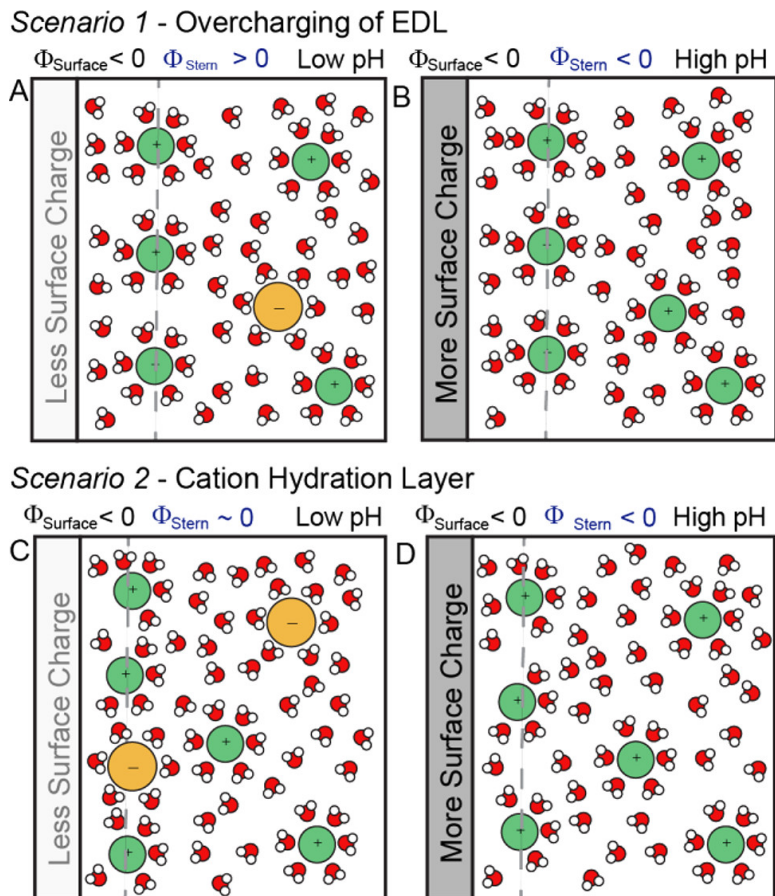 Scenario 1 - Overcharging of EDL
ΦSurface< 0 ΦStern > 0 Low pH
ΦSurface< 0 ΦStern < 0 High pH
A
Less Surface Charge
+
+
+
+
−
+
B
More Surface Charge
+
+
+
+
+
+
Scenario 2 - Cation Hydration Layer
ΦSurface< 0 ΦStern ~ 0 Low pH
ΦSurface< 0 Φ Stern < 0 High pH
C
Less Surface Charge
+
−
+
+
−
+
+
D
More Surface Charge
+
+
+
+
+
+